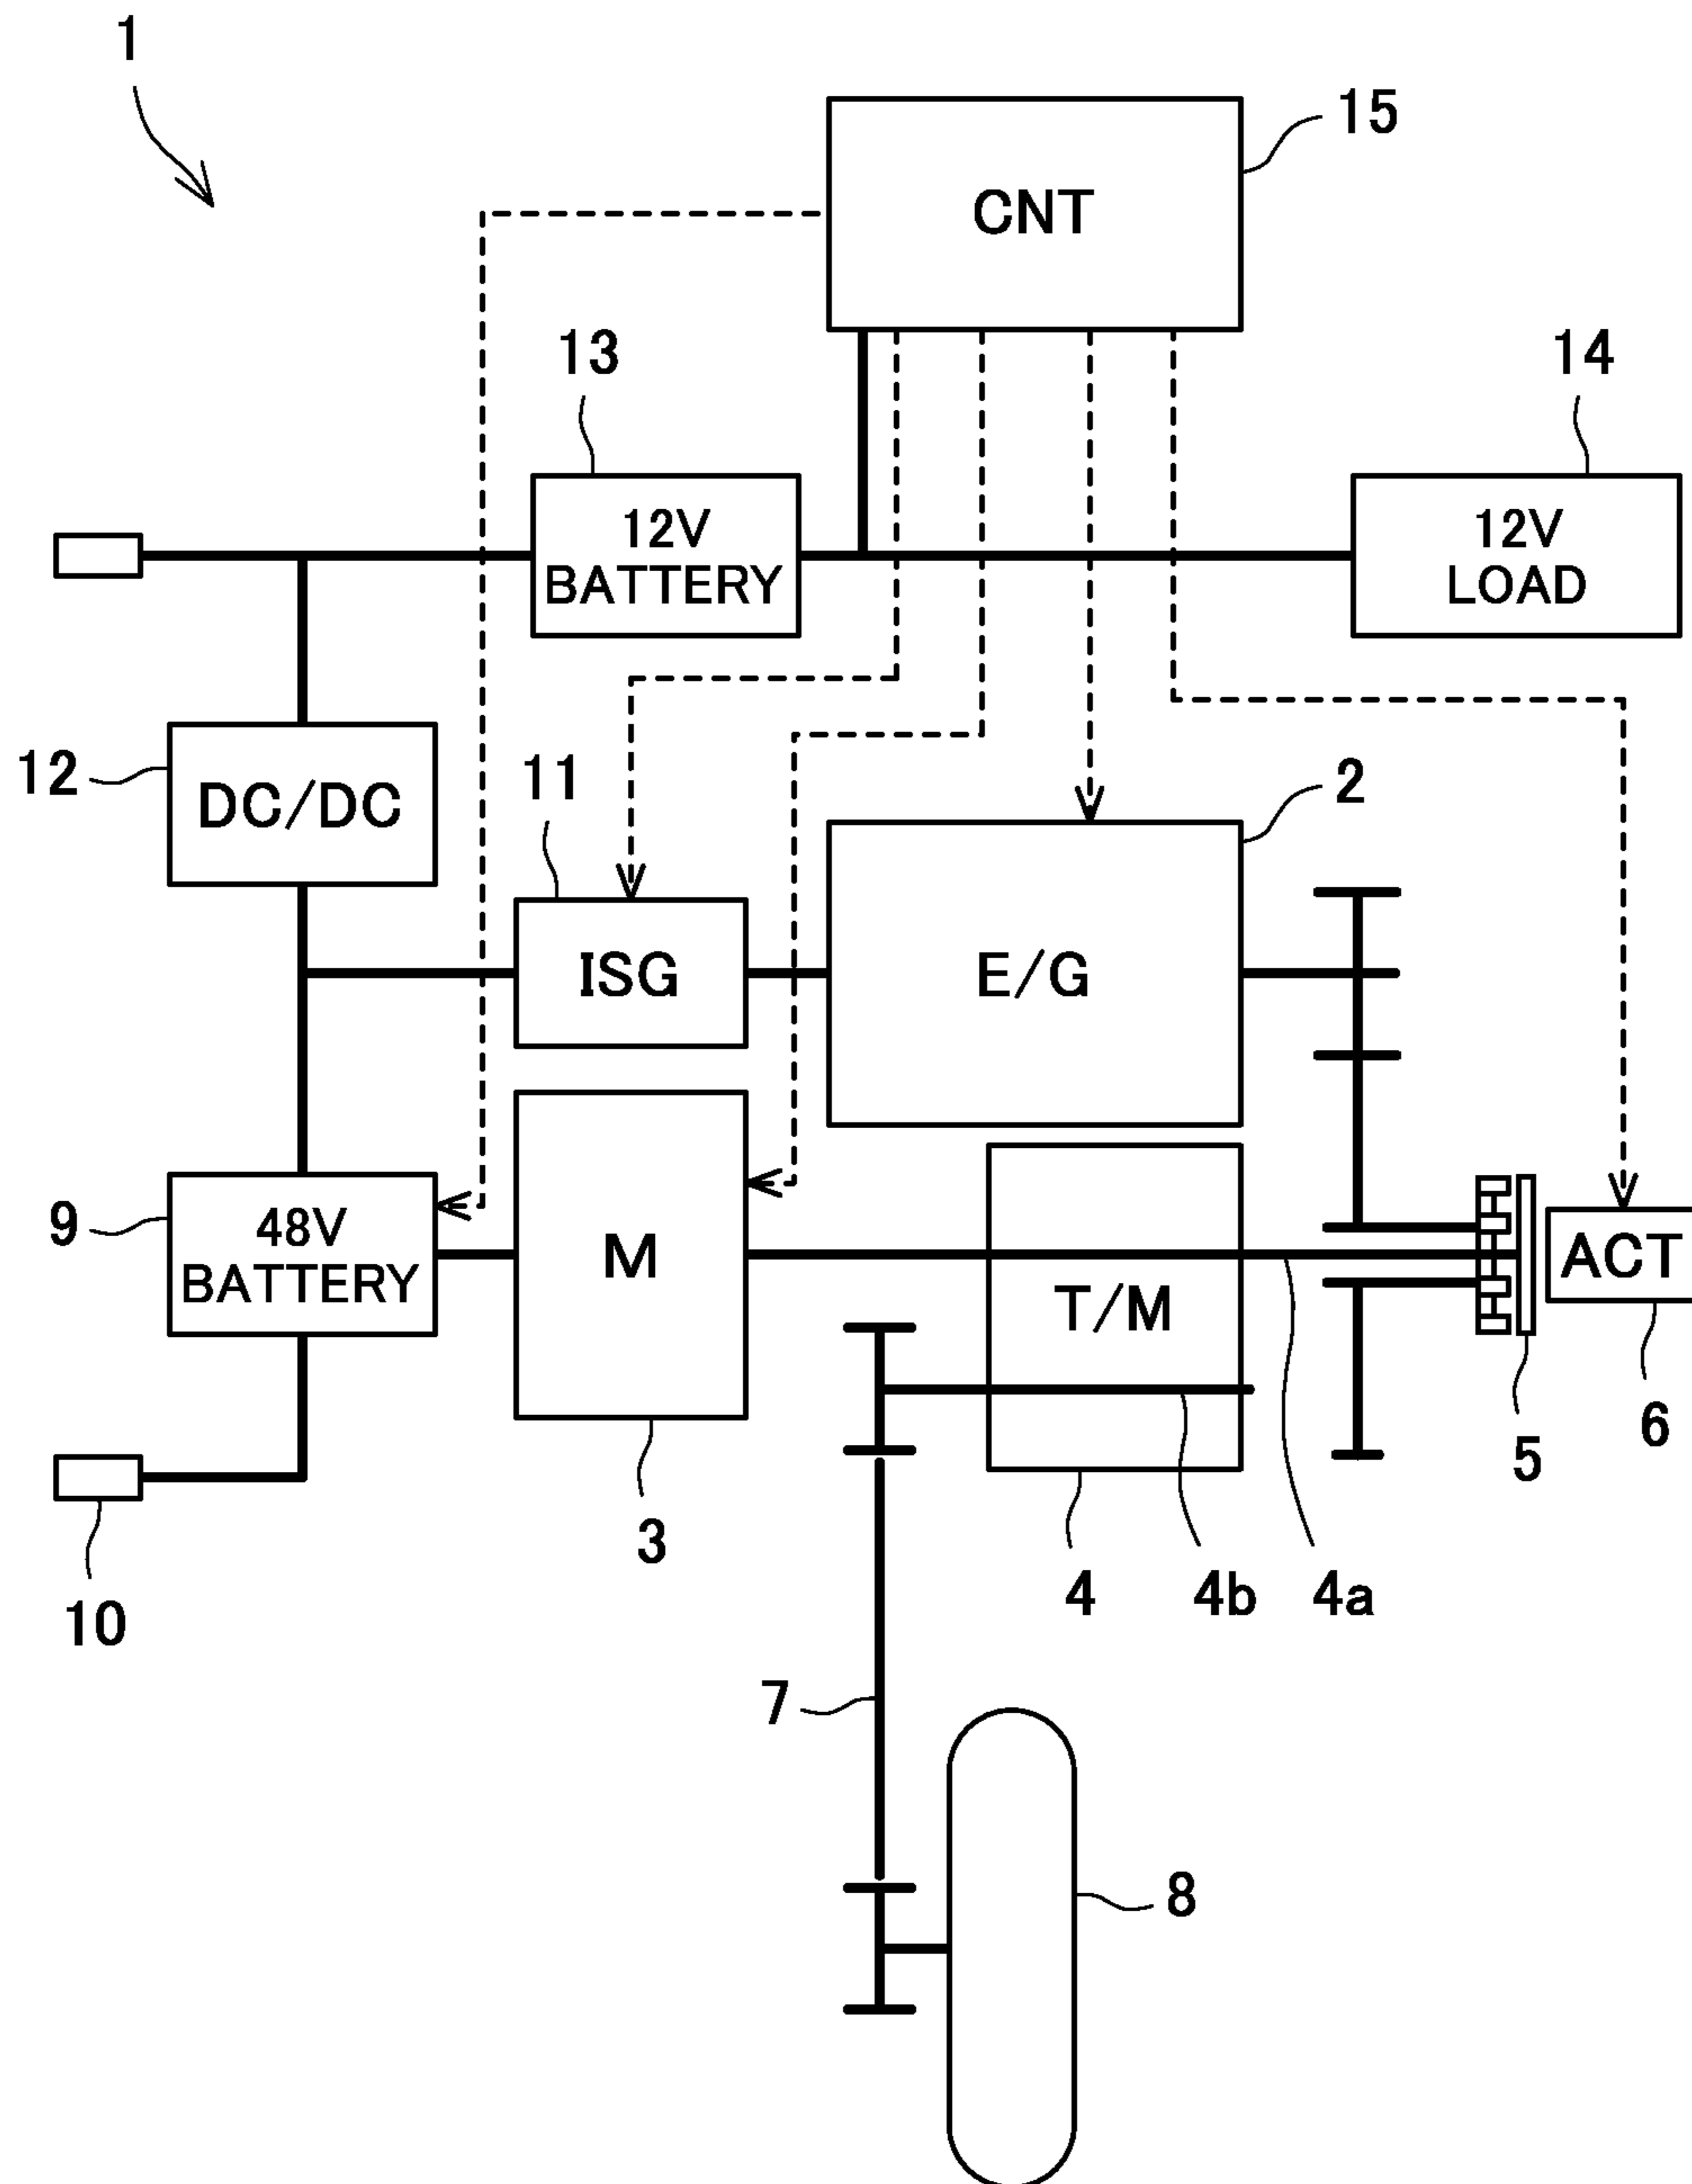 1
15
CNT
13
14
12V
BATTERY
12V
LOAD
12
DC/DC
11
2
ISG
E/G
9
48V
BATTERY
M
T/M
ACT
6
5
3
10
4
4b
4a
7
8